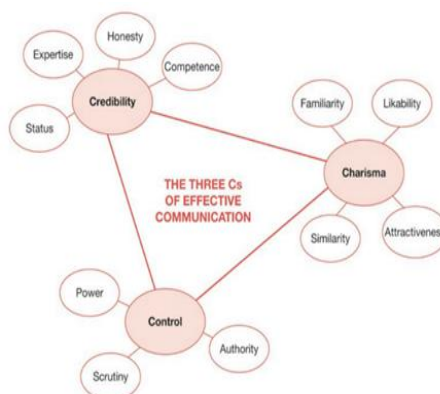 Honesty
Expertise
Competence
Credibility
Status
Familiarity
Likability
Charisma
THE THREE Cs
OF EFFECTIVE
COMMUNICATION
Similarity
Attractiveness
Power
Control
Authority
Scrutiny